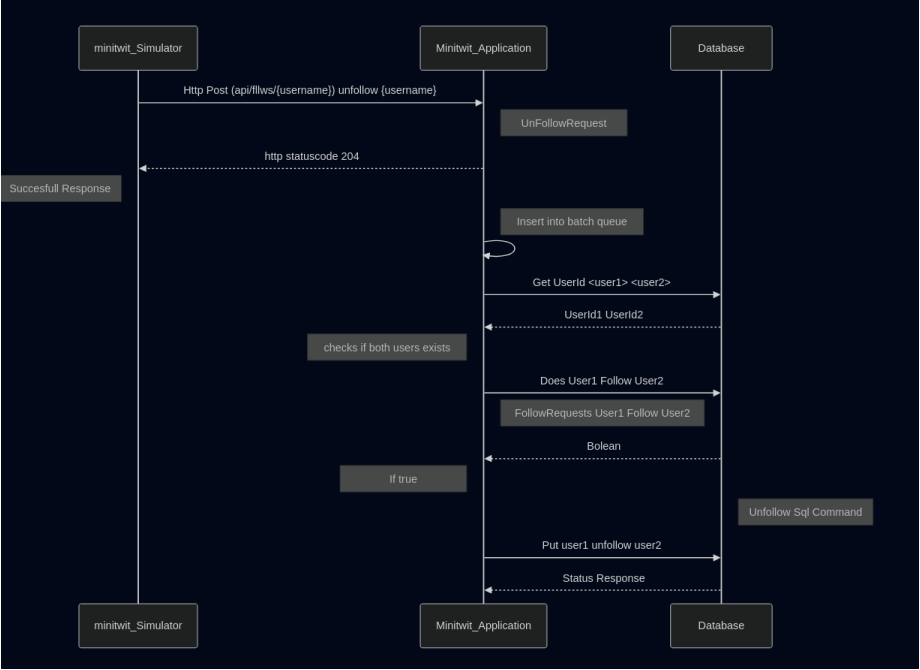 minitwit_Simulator
Minitwit_Application
Database
Http Post (api/fllws/{username}) unfollow {username}
UnFollowRequest
http statuscode 204
Succesfull Response
Insert into batch queue
Get UserId <user1> <user2>
UserId1 UserId2
checks if both users exists
Does User1 Follow User2
FollowRequests User1 Follow User2
Bolean
If true
Unfollow Sql Command
Put user1 unfollow user2
Status Response
minitwit_Simulator
Minitwit_Application
Database